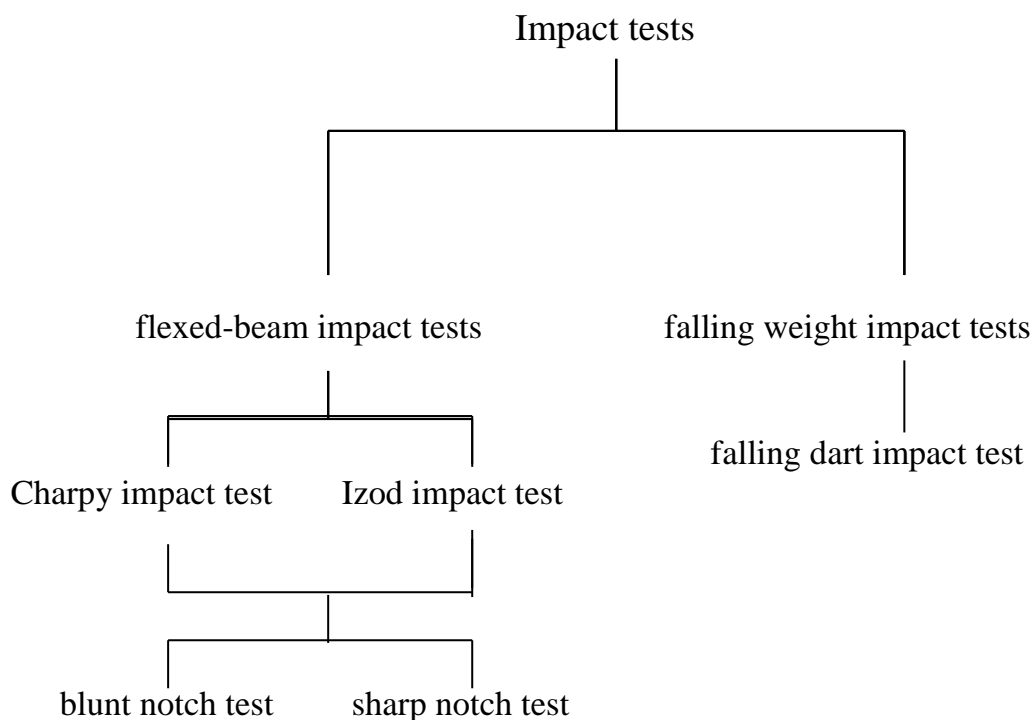 Impact tests
flexed-beam impact tests
falling weight impact tests
falling dart impact test
Charpy impact test
Izod impact test
blunt notch test
sharp notch test